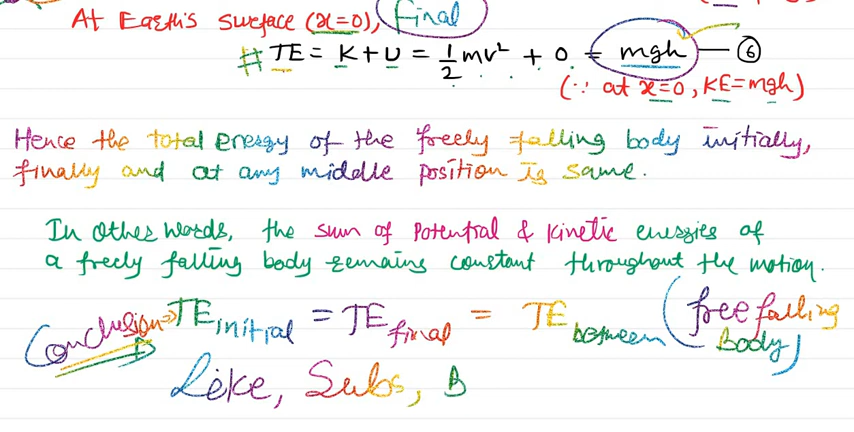 At Earth's surface (x=0), Final
# TE = K+U = 1/2 mv² + 0 = mgh — ⑥
(∵ at x=0, KE=mgh)
Hence the total energy of the freely falling body initially,
finally and at any middle position is same.
In other words, the sum of Potential & Kinetic energies of
a freely falling body remains constant throughout the motion.
Conclusion⇒ TE initial = TE final = TE between (free falling Body)
Like, Subs, B